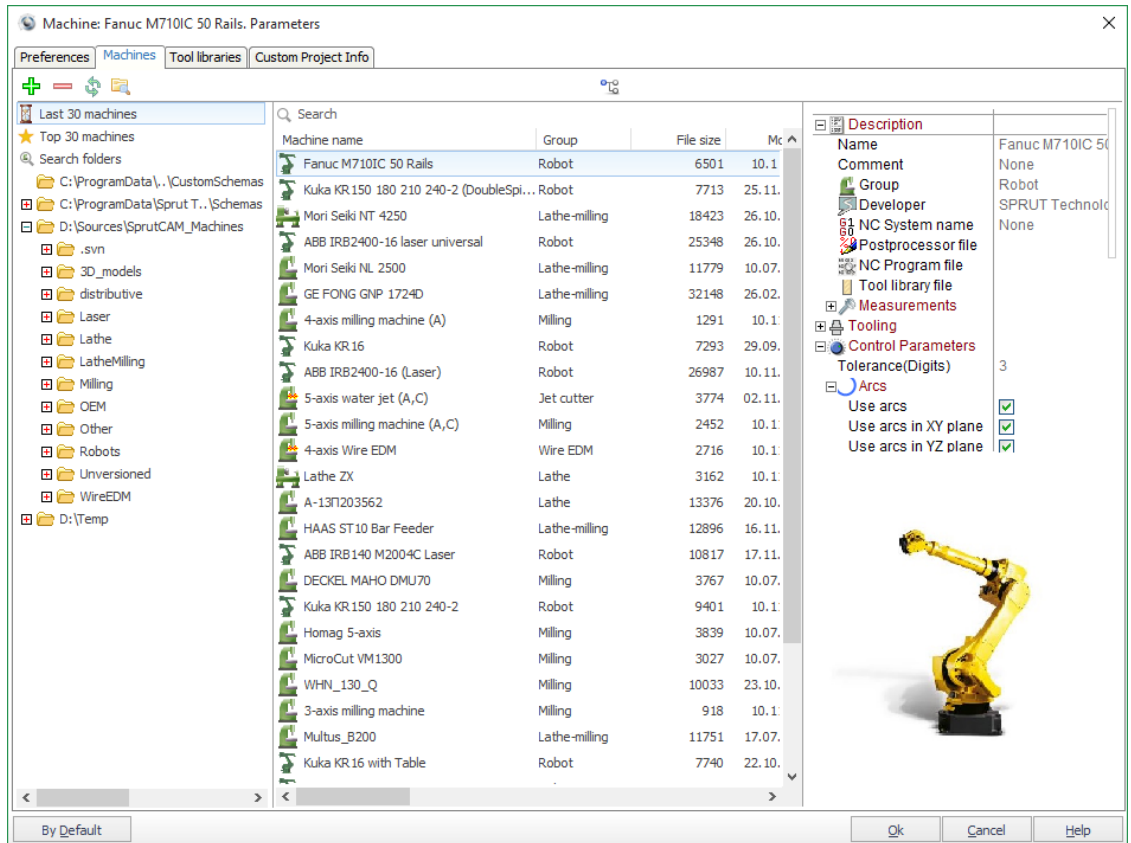 Machine: Fanuc M710IC 50 Rails. Parameters
Preferences Machines Tool libraries Custom Project Info
Last 30 machines
Top 30 machines
Search folders
C:\ProgramData\..\CustomSchemas
C:\ProgramData\Sprut T..\Schemas
D:\Sources\SprutCAM_Machines
.svn
3D_models
distributive
Laser
Lathe
LatheMilling
Milling
OEM
Other
Robots
Unversioned
WireEDM
D:\Temp
Search
Machine name Group File size Mc
Fanuc M710IC 50 Rails Robot 6501 10.1
Kuka KR150 180 210 240-2 (DoubleSpi... Robot 7713 25.11.
Mori Seiki NT 4250 Lathe-milling 18423 26.10.
ABB IRB2400-16 laser universal Robot 25348 26.10.
Mori Seiki NL 2500 Lathe-milling 11779 10.07.
GE FONG GNP 1724D Lathe-milling 32148 26.02.
4-axis milling machine (A) Milling 1291 10.1
Kuka KR16 Robot 7293 29.09.
ABB IRB2400-16 (Laser) Robot 26987 10.11.
5-axis water jet (A,C) Jet cutter 3774 02.11.
5-axis milling machine (A,C) Milling 2452 10.1
4-axis Wire EDM Wire EDM 2716 10.1
Lathe ZX Lathe 3162 10.1
А-13П203562 Lathe 13376 20.10.
HAAS ST10 Bar Feeder Lathe-milling 12896 16.11.
ABB IRB140 M2004C Laser Robot 10817 17.11.
DECKEL MAHO DMU70 Milling 3767 10.07.
Kuka KR150 180 210 240-2 Robot 9401 10.1
Homag 5-axis Milling 3839 10.07.
MicroCut VM1300 Milling 3027 10.07.
WHN_130_Q Milling 10033 23.10.
3-axis milling machine Milling 918 10.1
Multus_B200 Lathe-milling 11751 17.07.
Kuka KR16 with Table Robot 7740 22.10.
Description
Name Fanuc M710IC 50
Comment None
Group Robot
Developer SPRUT Technolo
NC System name None
Postprocessor file
NC Program file
Tool library file
Measurements
Tooling
Control Parameters
Tolerance(Digits) 3
Arcs
Use arcs
Use arcs in XY plane
Use arcs in YZ plane
By Default Ok Cancel Help